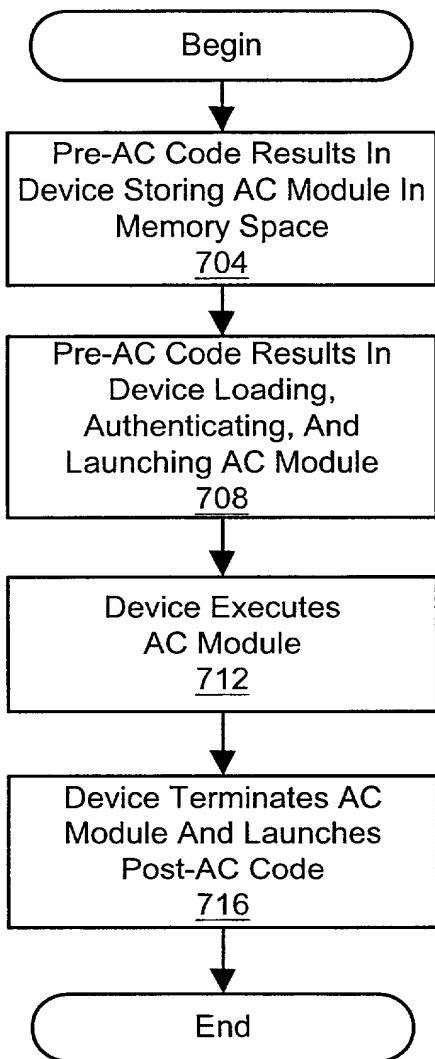 Begin
Pre-AC Code Results In
Device Storing AC Module In
Memory Space
704
Pre-AC Code Results In
Device Loading,
Authenticating, And
Launching AC Module
708
Device Executes
AC Module
712
Device Terminates AC
Module And Launches
Post-AC Code
716
End